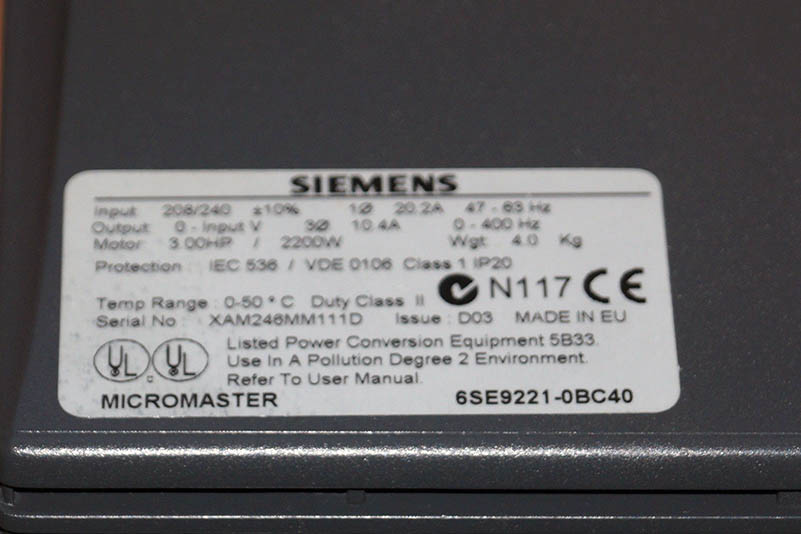 SIEMENS
Input 208/240 ±10% 1Ø 20.2A 47 - 63 Hz
Output 0 - Input V 3Ø 10.4A 0 - 400 Hz
Motor 3.00HP / 2200W Wgt 4.0 Kg
Protection IEC 536 / VDE 0106 Class 1 IP20
Temp Range : 0-50 ° C Duty Class II N117 CE
Serial No : XAM246MM111D Issue : D03 MADE IN EU
UL UL Listed Power Conversion Equipment 5B33.
Use In A Pollution Degree 2 Environment.
Refer To User Manual.
MICROMASTER 6SE9221-0BC40